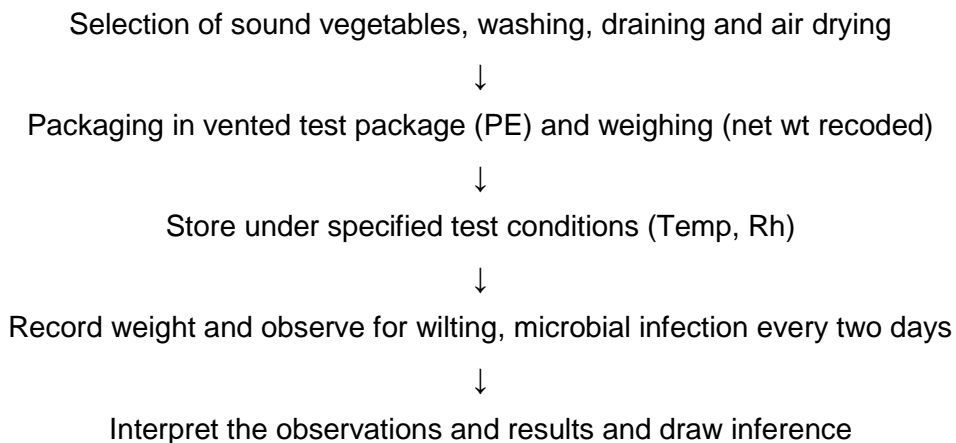 Selection of sound vegetables, washing, draining and air drying
↓
Packaging in vented test package (PE) and weighing (net wt recoded)
↓
Store under specified test conditions (Temp, Rh)
↓
Record weight and observe for wilting, microbial infection every two days
↓
Interpret the observations and results and draw inference